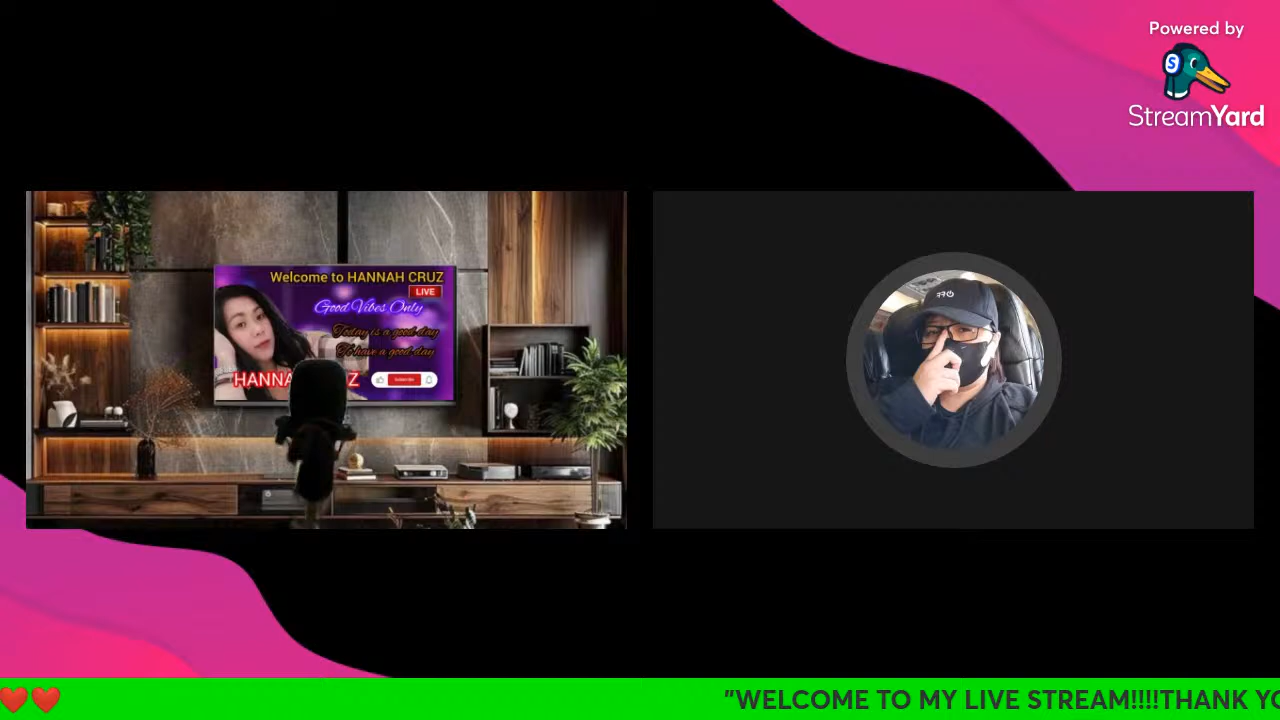 Powered by
S
StreamYard
Welcome to HANNAH CRUZ
LIVE
Good Vibes Only
Today is a good day
To have a good day
HANNA Z
SUBSCRIBE
"WELCOME TO MY LIVE STREAM!!!!THANK YO